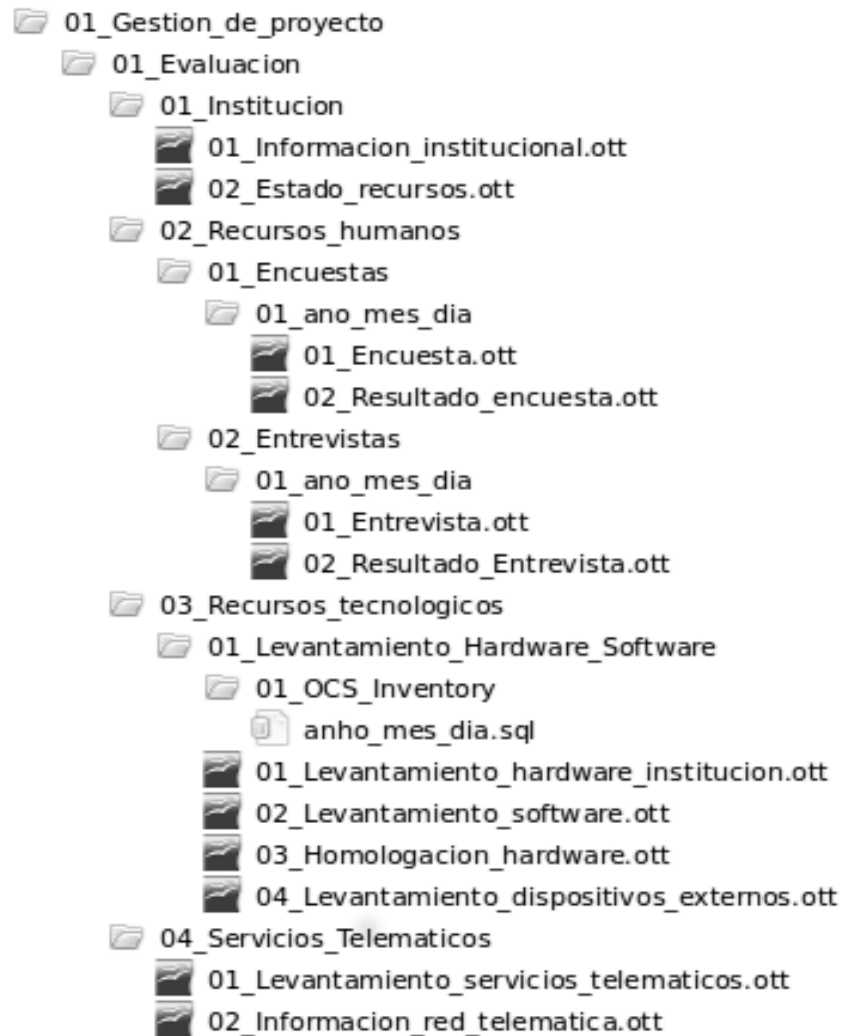 01_Gestion_de_proyecto
01_Evaluacion
01_Institucion
01_Informacion_institucional.ott
02_Estado_recursos.ott
02_Recursos_humanos
01_Encuestas
01_ano_mes_dia
01_Encuesta.ott
02_Resultado_encuesta.ott
02_Entrevistas
01_ano_mes_dia
01_Entrevista.ott
02_Resultado_Entrevista.ott
03_Recursos_tecnologicos
01_Levantamiento_Hardware_Software
01_OCS_Inventory
anho_mes_dia.sql
01_Levantamiento_hardware_institucion.ott
02_Levantamiento_software.ott
03_Homologacion_hardware.ott
04_Levantamiento_dispositivos_externos.ott
04_Servicios_Telematicos
01_Levantamiento_servicios_telematicos.ott
02_Informacion_red_telematica.ott